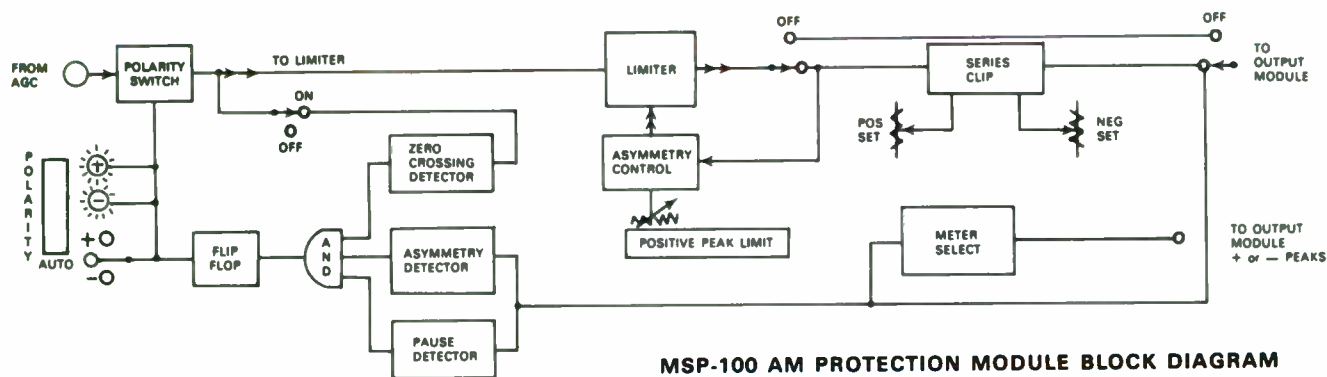 FROM AGC
POLARITY SWITCH
TO LIMITER
ON
OFF
LIMITER
OFF
OFF
SERIES CLIP
TO OUTPUT MODULE
POS SET
NEG SET
POLARITY
+
−
+
AUTO
−
FLIP FLOP
AND
ZERO CROSSING DETECTOR
ASYMMETRY DETECTOR
PAUSE DETECTOR
ASYMMETRY CONTROL
POSITIVE PEAK LIMIT
METER SELECT
TO OUTPUT MODULE + or − PEAKS
MSP-100 AM PROTECTION MODULE BLOCK DIAGRAM